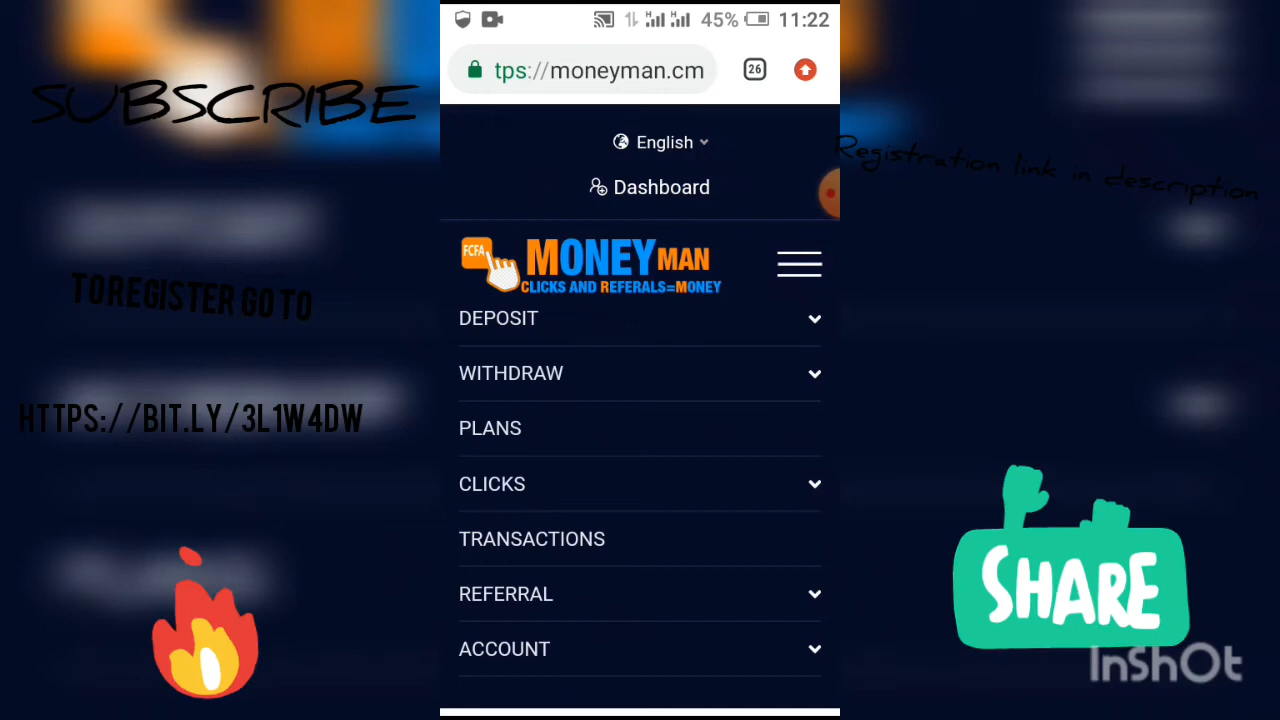 45% 11:22
tps://moneyman.cm 26
SUBSCRIBE
English
Registration link in description
Dashboard
FCFA MONEY MAN
CLICKS AND REFERALS=MONEY
TO REGISTER GO TO
DEPOSIT
WITHDRAW
HTTPS://BIT.LY/3L1W4DW
PLANS
CLICKS
TRANSACTIONS
SHARE
REFERRAL
ACCOUNT
InShOt